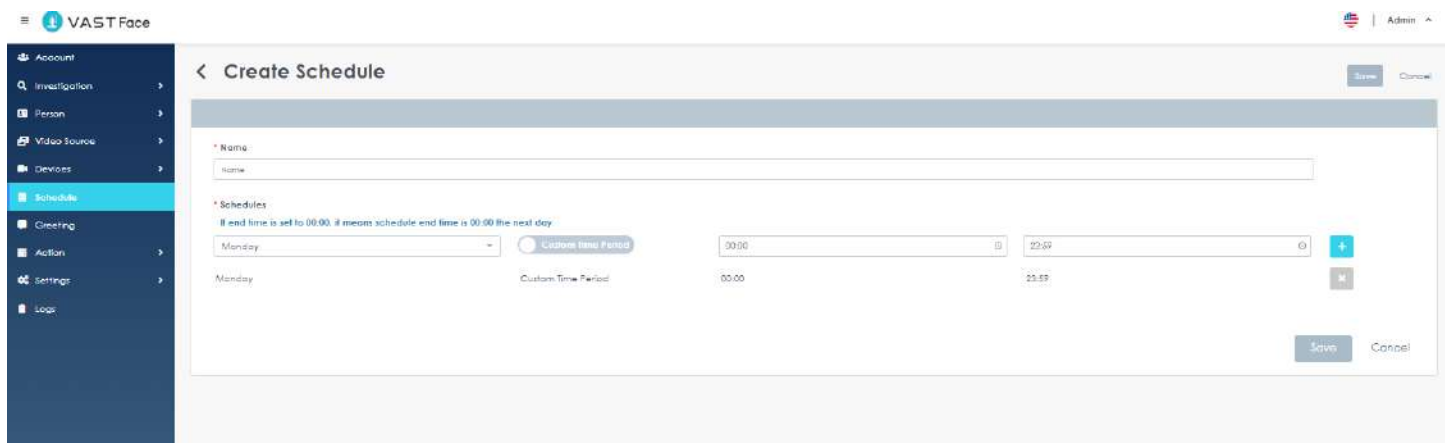 VAST Face
Admin
Account
Investigation
Person
Video Source
Devices
Schedule
Greeting
Action
Settings
Logs
Create Schedule
Save Cancel
* Name
Name
* Schedules
If end time is set to 00:00, it means schedule end time is 00:00 the next day
Monday Custom Time Period 00:00 23:59
Monday Custom Time Period 00:00 23:59
Save Cancel